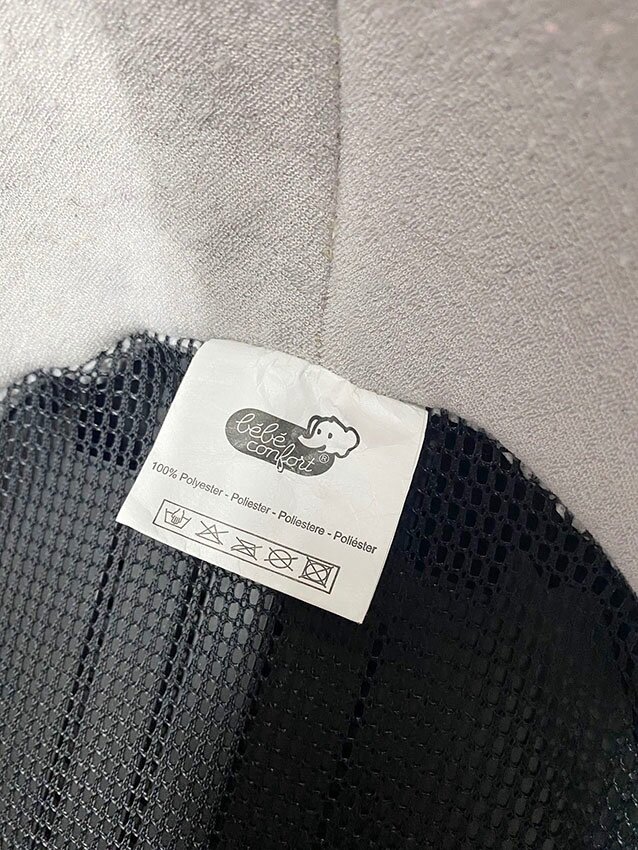 bébé
confort®
100% Polyester - Poliester - Poliestere - Poliéster